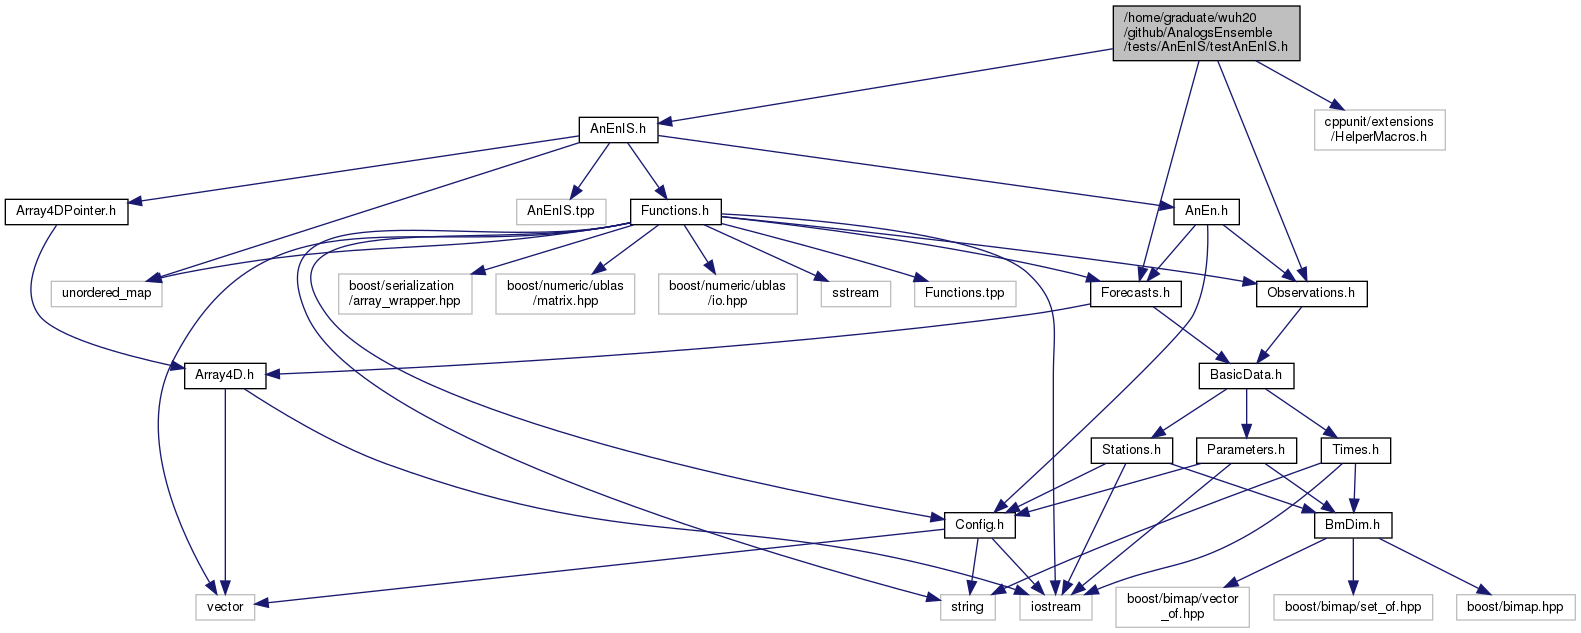 /home/graduate/wuh20
/github/AnalogsEnsemble
/tests/AnEnIS/testAnEnIS.h
AnEnIS.h
cppunit/extensions
/HelperMacros.h
Array4DPointer.h
AnEnIS.tpp
Functions.h
AnEn.h
unordered_map
boost/serialization
/array_wrapper.hpp
boost/numeric/ublas
/matrix.hpp
boost/numeric/ublas
/io.hpp
sstream
Functions.tpp
Forecasts.h
Observations.h
Array4D.h
BasicData.h
Stations.h
Parameters.h
Times.h
Config.h
BmDim.h
vector
string
iostream
boost/bimap/vector
_of.hpp
boost/bimap/set_of.hpp
boost/bimap.hpp